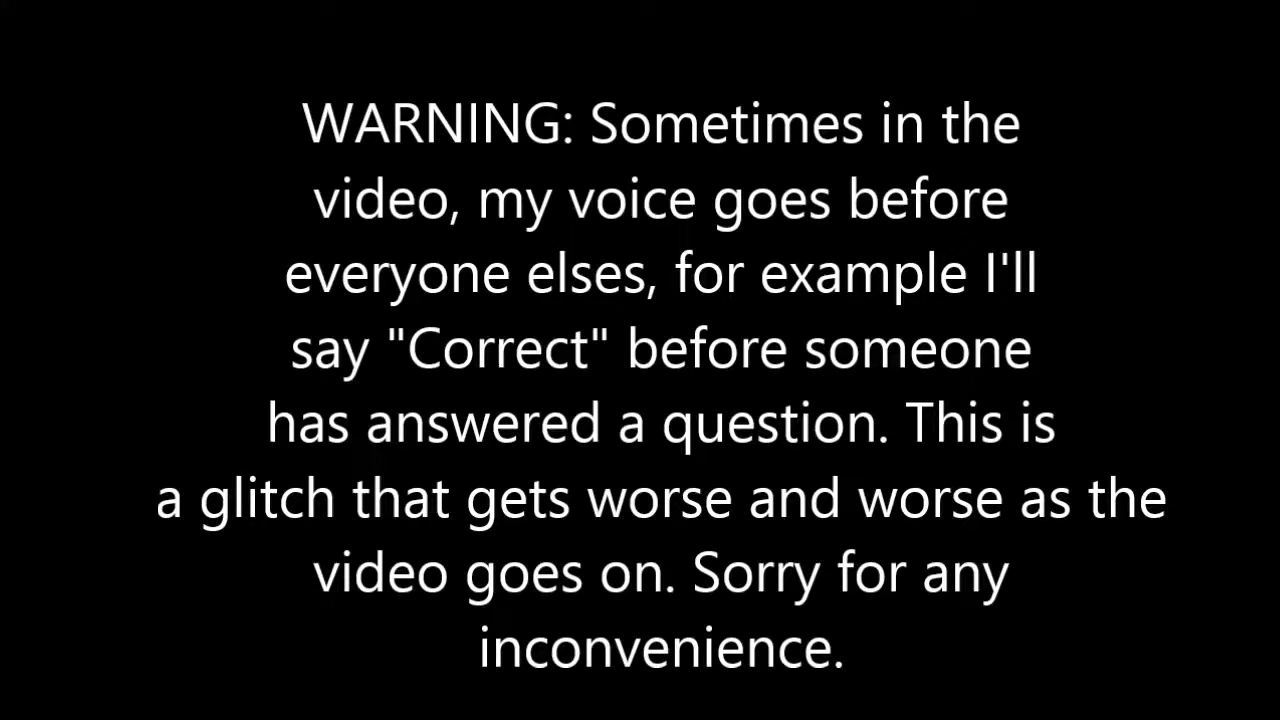 WARNING: Sometimes in the
video, my voice goes before
everyone elses, for example I'll
say "Correct" before someone
has answered a question. This is
a glitch that gets worse and worse as the
video goes on. Sorry for any
inconvenience.